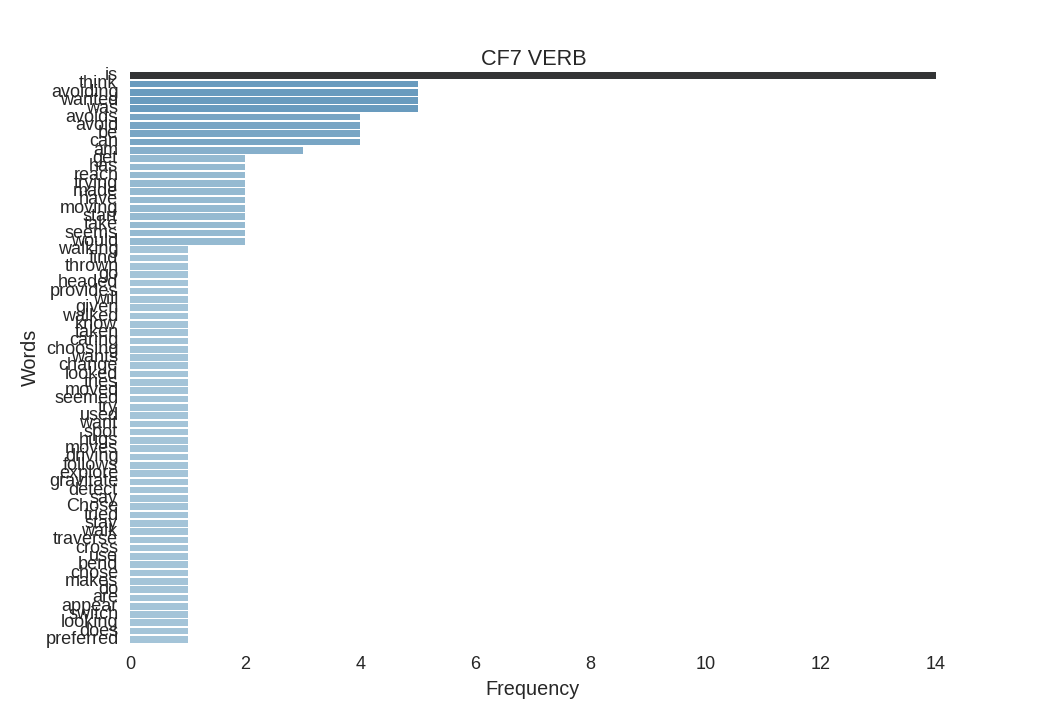 CF7 VERB
is
think
avoiding
wanted
was
avoids
avoid
be
can
am
get
has
reach
trying
made
have
moving
start
take
seems
would
walking
find
thrown
go
headed
provides
will
given
walked
know
taken
caring
choosing
wants
change
looked
tries
moved
seemed
try
used
want
spot
hugs
moves
driving
follows
explore
gravitate
detect
say
Chose
tried
stay
walk
traverse
cross
use
bend
chose
makes
do
are
appear
switch
looking
does
preferred
Words
0 2 4 6 8 10 12 14
Frequency